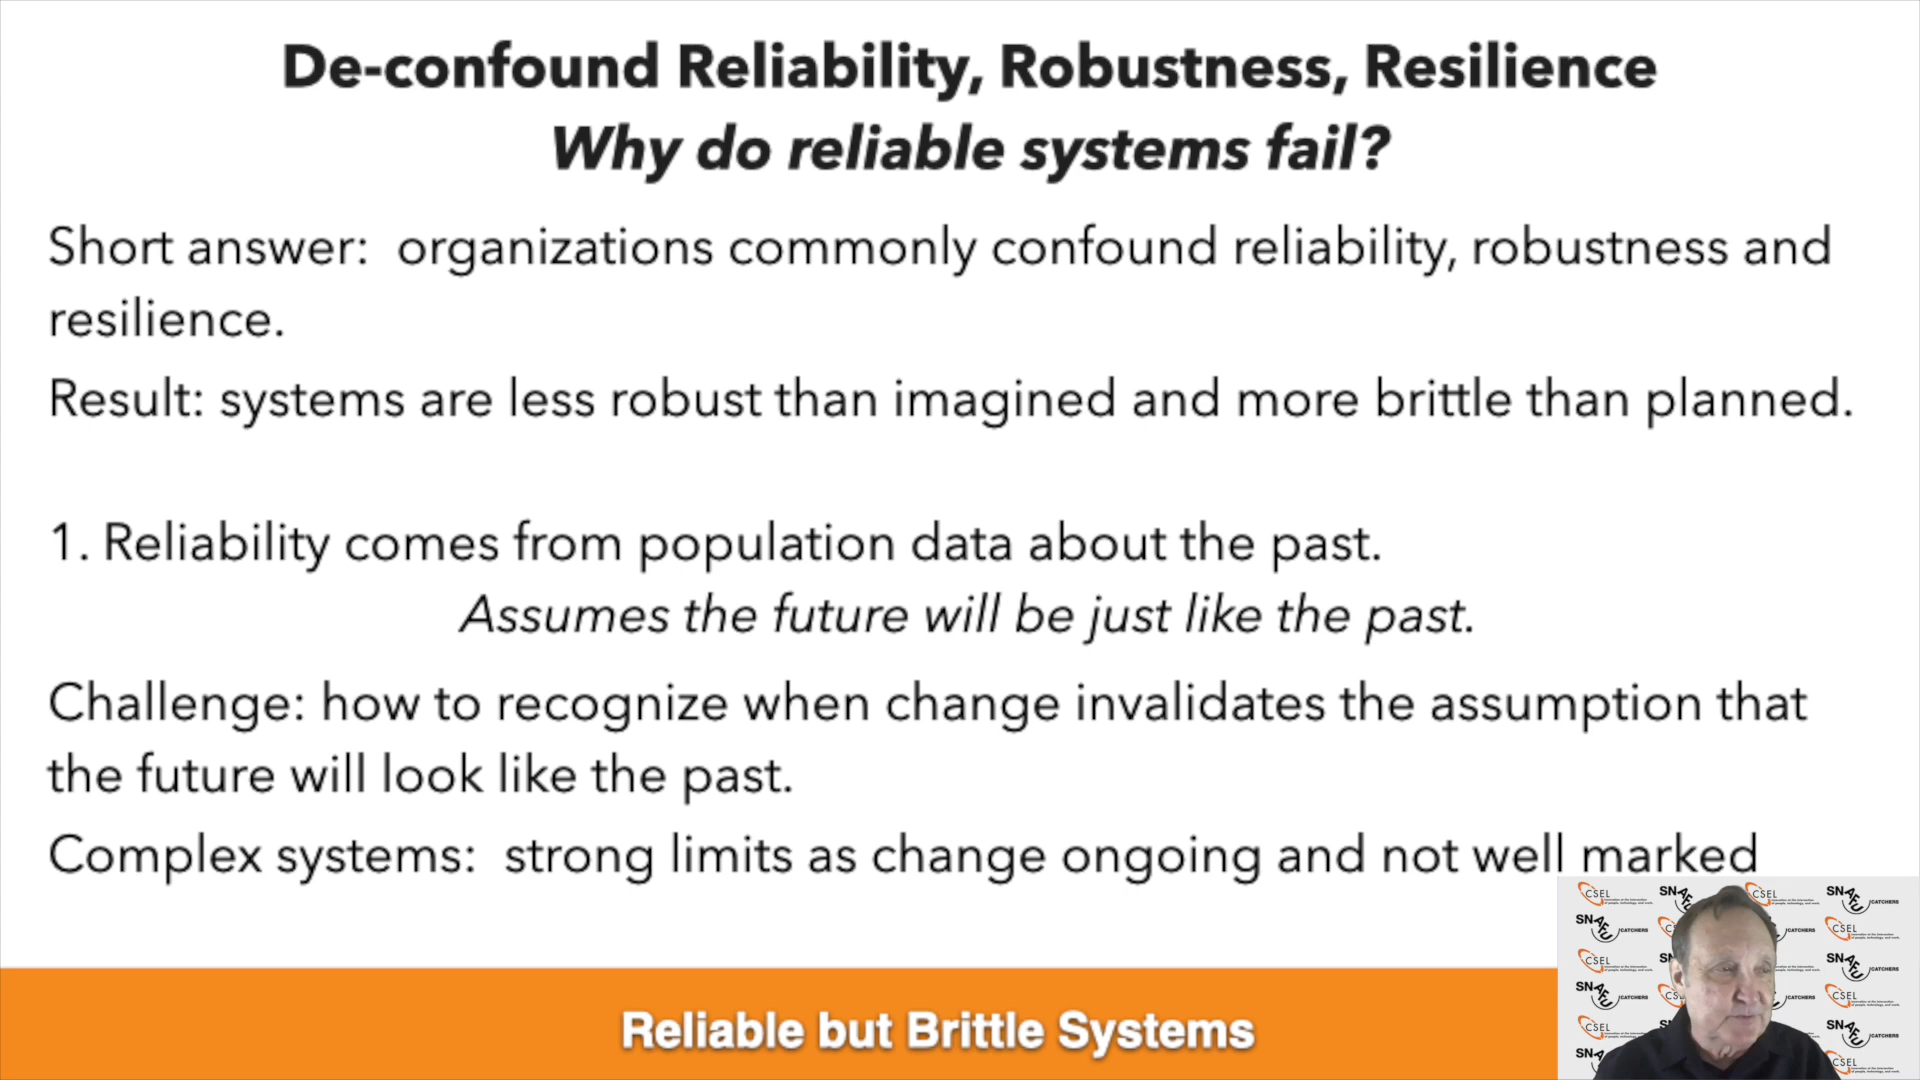 De-confound Reliability, Robustness, Resilience
Why do reliable systems fail?
Short answer:  organizations commonly confound reliability, robustness and
resilience.
Result: systems are less robust than imagined and more brittle than planned.
1. Reliability comes from population data about the past.
Assumes the future will be just like the past.
Challenge: how to recognize when change invalidates the assumption that
the future will look like the past.
Complex systems:  strong limits as change ongoing and not well marked
Reliable but Brittle Systems
CSEL
SNAFU CATCHERS